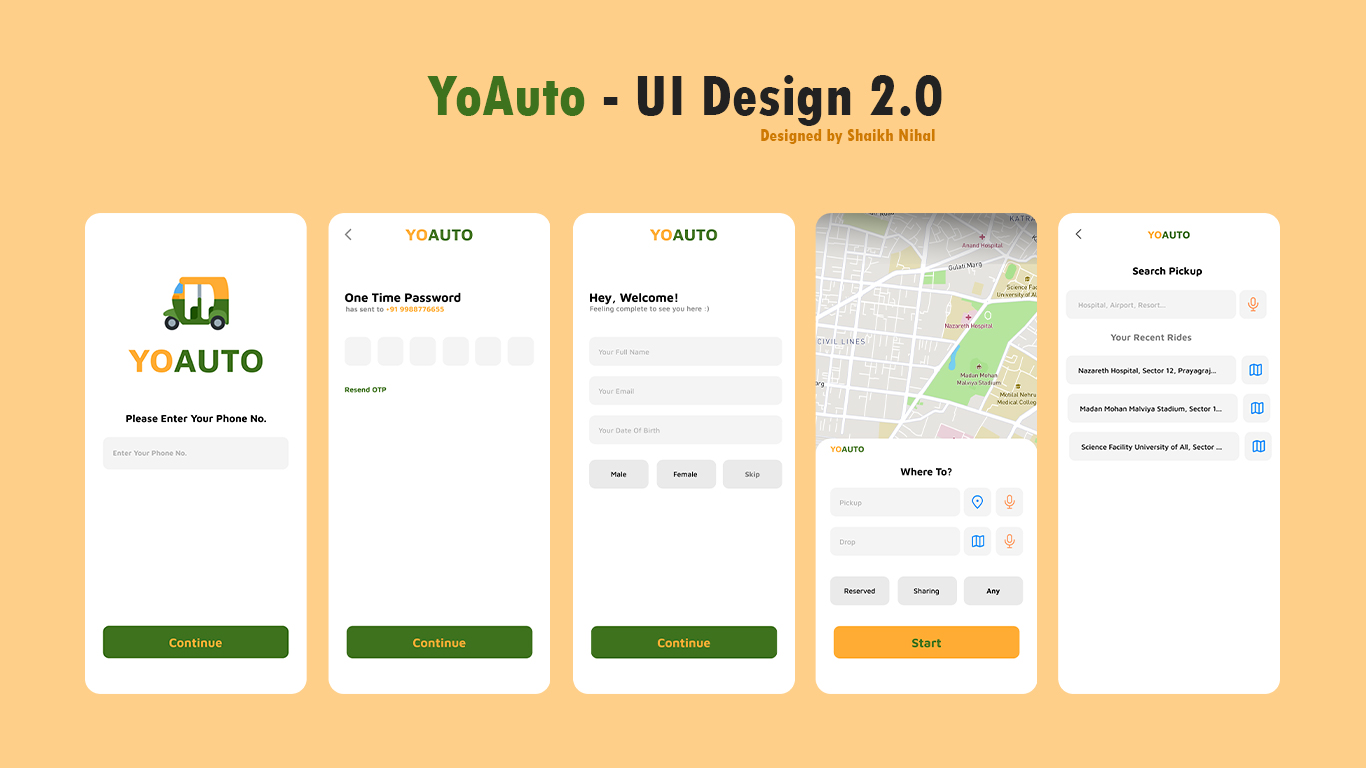 YoAuto - UI Design 2.0
Designed by Shaikh Nihal
YOAUTO
Please Enter Your Phone No.
Enter Your Phone No.
Continue
YOAUTO
One Time Password
has sent to +91 9988776655
Resend OTP
Continue
YOAUTO
Hey, Welcome!
Feeling complete to see you here :)
Your Full Name
Your Email
Your Date Of Birth
Male
Female
Skip
Continue
KATRA
Anand Hospital
Gulati Marg
Science Fac
University of Al
Nazareth Hospital
CIVIL LINES
Madan Mohan
Malviya Stadium
Motilal Nehru
Medical Colleg
YOAUTO
Where To?
Pickup
Drop
Reserved
Sharing
Any
Start
YOAUTO
Search Pickup
Hospital, Airport, Resort...
Your Recent Rides
Nazareth Hospital, Sector 12, Prayagraj...
Madan Mohan Malviya Stadium, Sector 1...
Science Facility University of All, Sector ...